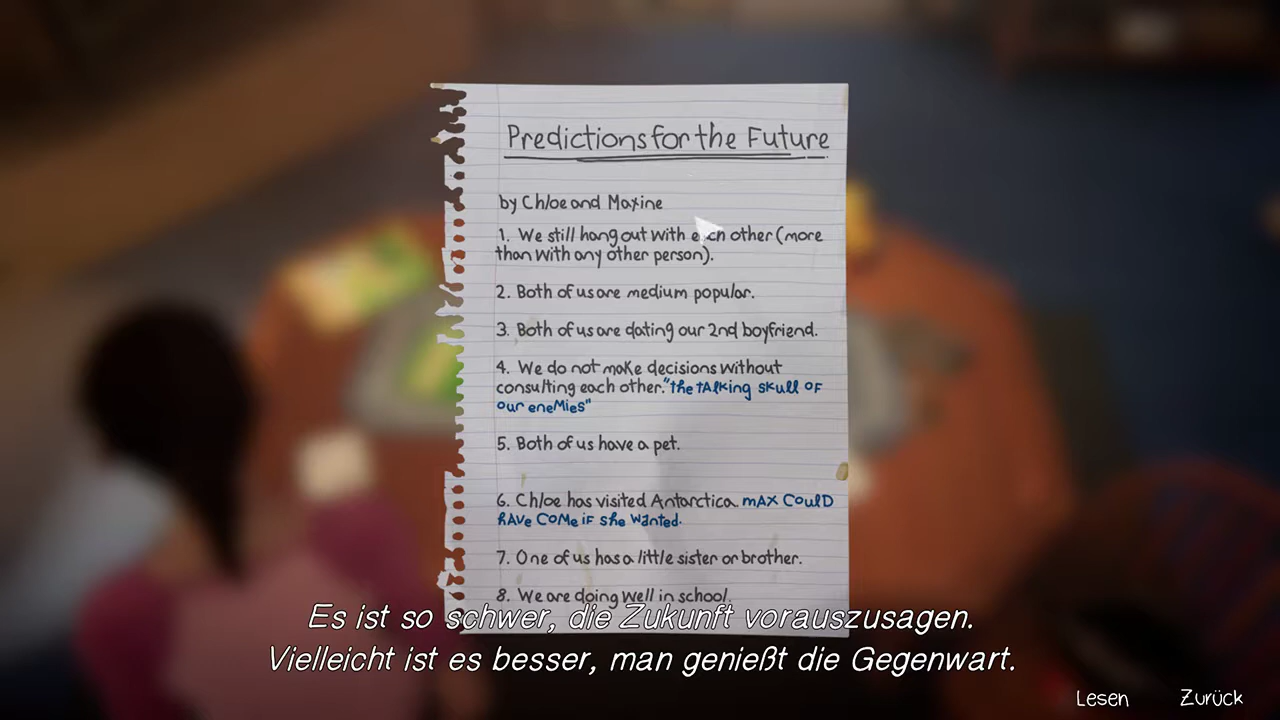 Predictions for the Future
by Chloe and Maxine
1. We still hang out with each other (more
than with any other person).
2. Both of us are medium popular.
3. Both of us are dating our 2nd boyfriend.
4. We do not make decisions without
consulting each other. "the tAlking skull OF
our eneMies"
5. Both of us have a pet.
6. Chloe has visited Antarctica. mAX COulD
hAve COMe iF she wanted.
7. One of us has a little sister or brother.
8. We are doing well in school.
Es ist so schwer, die Zukunft vorauszusagen.
Vielleicht ist es besser, man genießt die Gegenwart.
Lesen Zurück